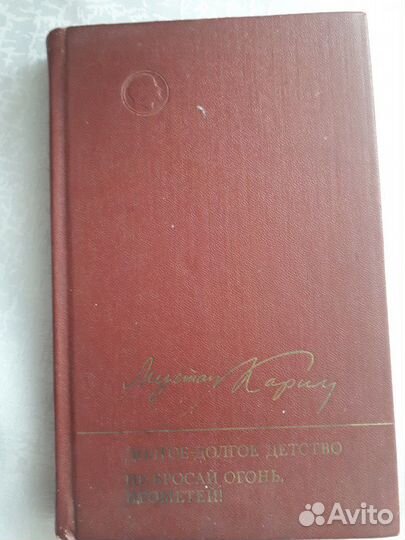 Мустай Карим
ДОЛГОЕ-ДОЛГОЕ ДЕТСТВО
НЕ БРОСАЙ ОГОНЬ,
ПРОМЕТЕЙ!
Avito